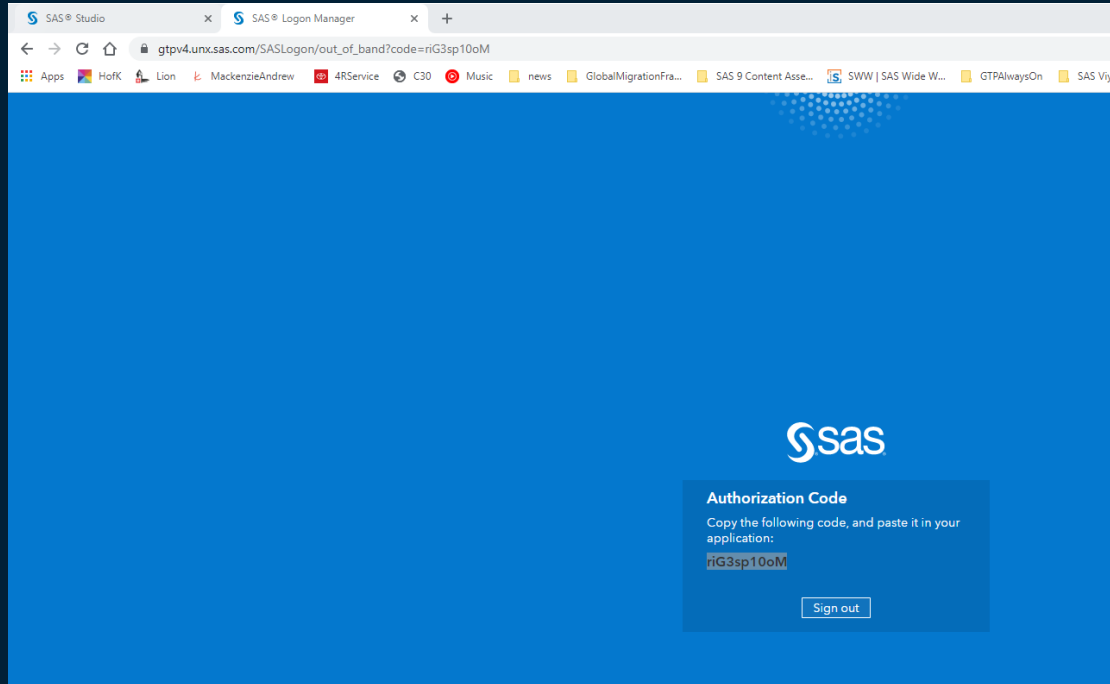 SAS® Studio
SAS® Logon Manager
gtpv4.unx.sas.com/SASLogon/out_of_band?code=riG3sp10oM
Apps HofK Lion MackenzieAndrew 4RService C30 Music news GlobalMigrationFra... SAS 9 Content Asse... SWW | SAS Wide W... GTPAlwaysOn SAS Viy
sas
Authorization Code
Copy the following code, and paste it in your
application:
riG3sp10oM
Sign out